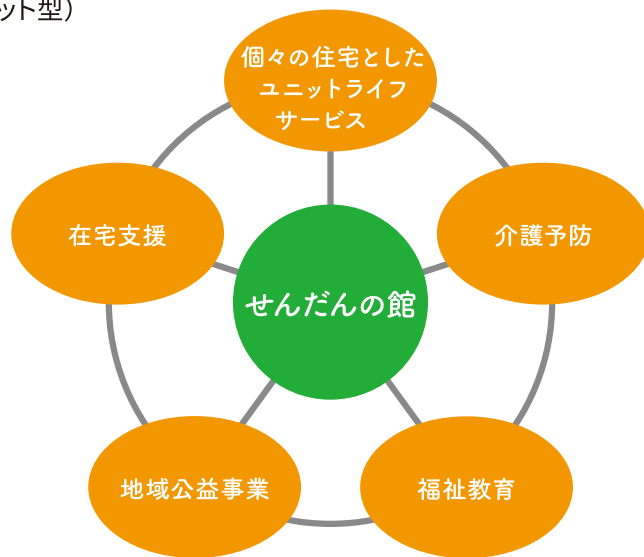 ット型）
個々の住宅とした
ユニットライフ
サービス
在宅支援
介護予防
せんだんの館
地域公益事業
福祉教育